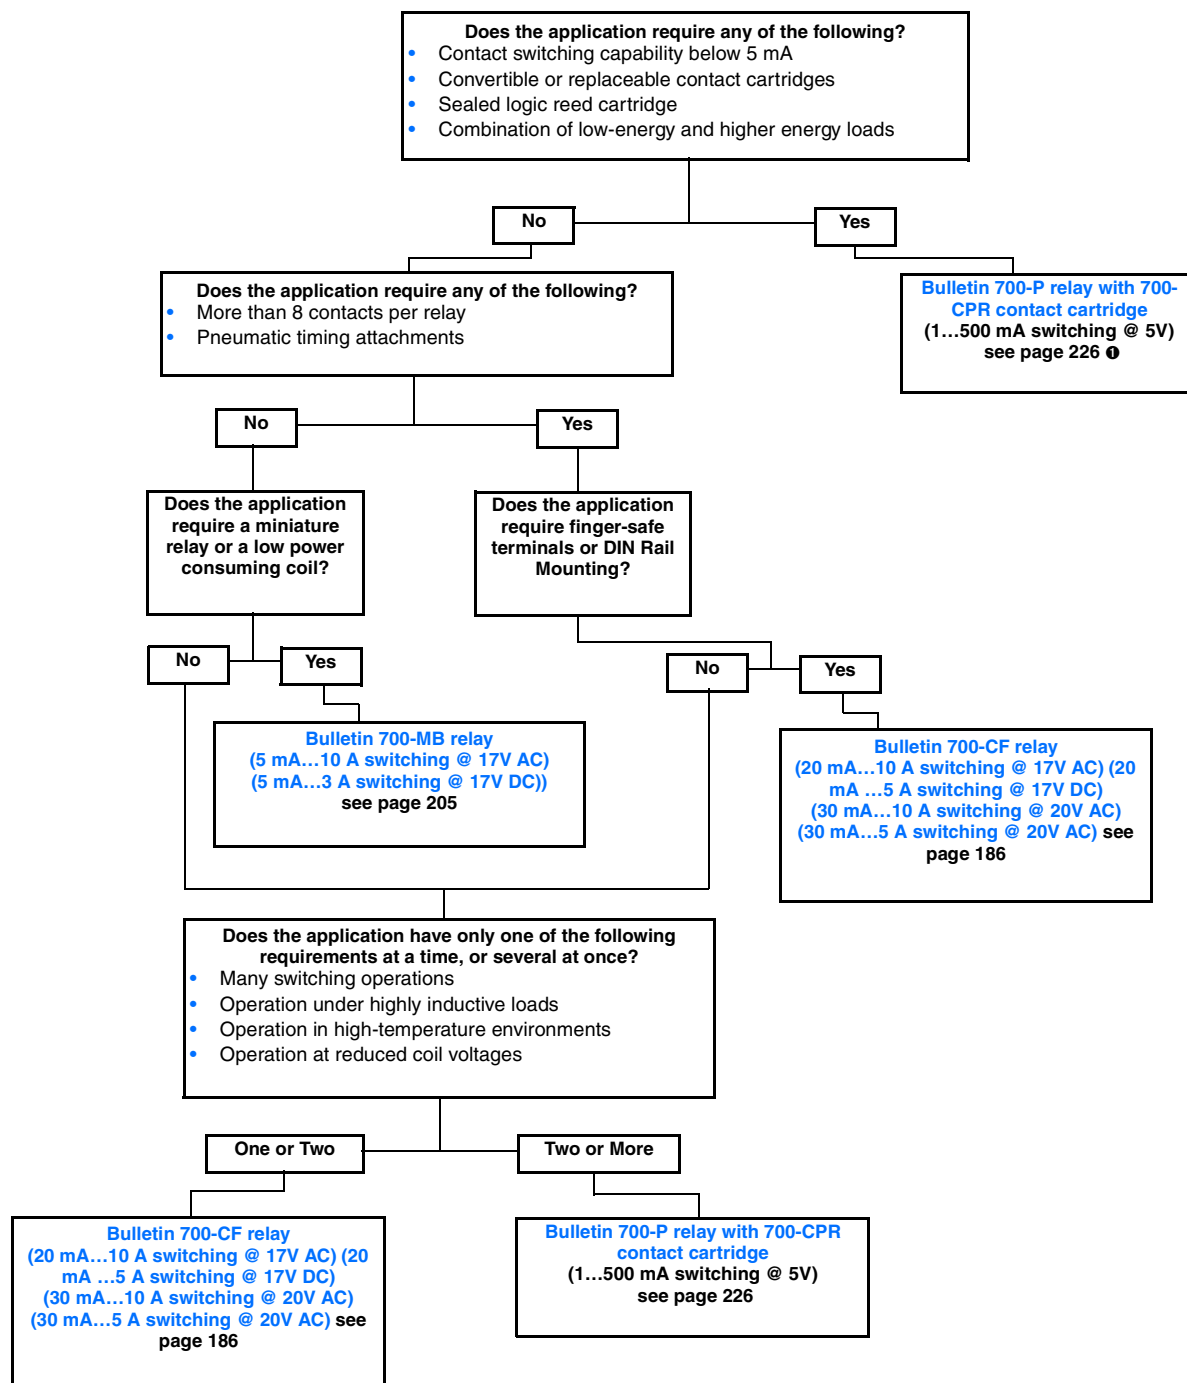 Does the application require any of the following?
• Contact switching capability below 5 mA
• Convertible or replaceable contact cartridges
• Sealed logic reed cartridge
• Combination of low-energy and higher energy loads
No
Yes
Does the application require any of the following?
• More than 8 contacts per relay
• Pneumatic timing attachments
Bulletin 700-P relay with 700-
CPR contact cartridge
(1…500 mA switching @ 5V)
see page 226 ❶
No
Yes
Does the application
require a miniature
relay or a low power
consuming coil?
Does the application
require finger-safe
terminals or DIN Rail
Mounting?
No
Yes
No
Yes
Bulletin 700-MB relay
(5 mA…10 A switching @ 17V AC)
(5 mA…3 A switching @ 17V DC))
see page 205
Bulletin 700-CF relay
(20 mA…10 A switching @ 17V AC) (20
mA …5 A switching @ 17V DC)
(30 mA…10 A switching @ 20V AC)
(30 mA…5 A switching @ 20V AC) see
page 186
Does the application have only one of the following
requirements at a time, or several at once?
• Many switching operations
• Operation under highly inductive loads
• Operation in high-temperature environments
• Operation at reduced coil voltages
One or Two
Two or More
Bulletin 700-CF relay
(20 mA…10 A switching @ 17V AC) (20
mA …5 A switching @ 17V DC)
(30 mA…10 A switching @ 20V AC)
(30 mA…5 A switching @ 20V AC) see
page 186
Bulletin 700-P relay with 700-CPR
contact cartridge
(1…500 mA switching @ 5V)
see page 226